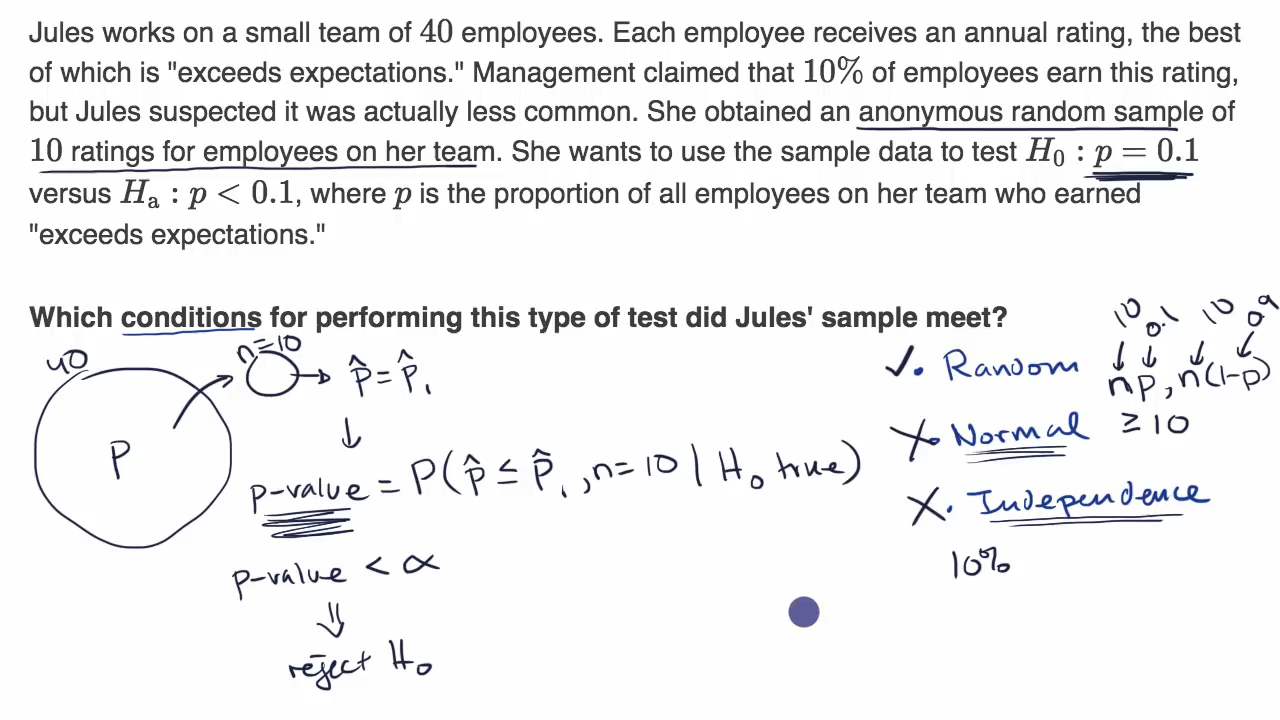 Jules works on a small team of 40 employees. Each employee receives an annual rating, the best
of which is "exceeds expectations." Management claimed that 10% of employees earn this rating,
but Jules suspected it was actually less common. She obtained an anonymous random sample of
10 ratings for employees on her team. She wants to use the sample data to test H₀ : p = 0.1
versus Hₐ : p < 0.1, where p is the proportion of all employees on her team who earned
"exceeds expectations."
Which conditions for performing this type of test did Jules' sample meet?
40
n=10
p̂ = p̂₁
P
p-value = P(p̂ ≤ p̂₁, n=10 | H₀ true)
p-value < α
⇓
reject H₀
10 0.1 10 0.9
✓. Random
np, n(1-p)
≥ 10
X. Normal
X. Independence
10%